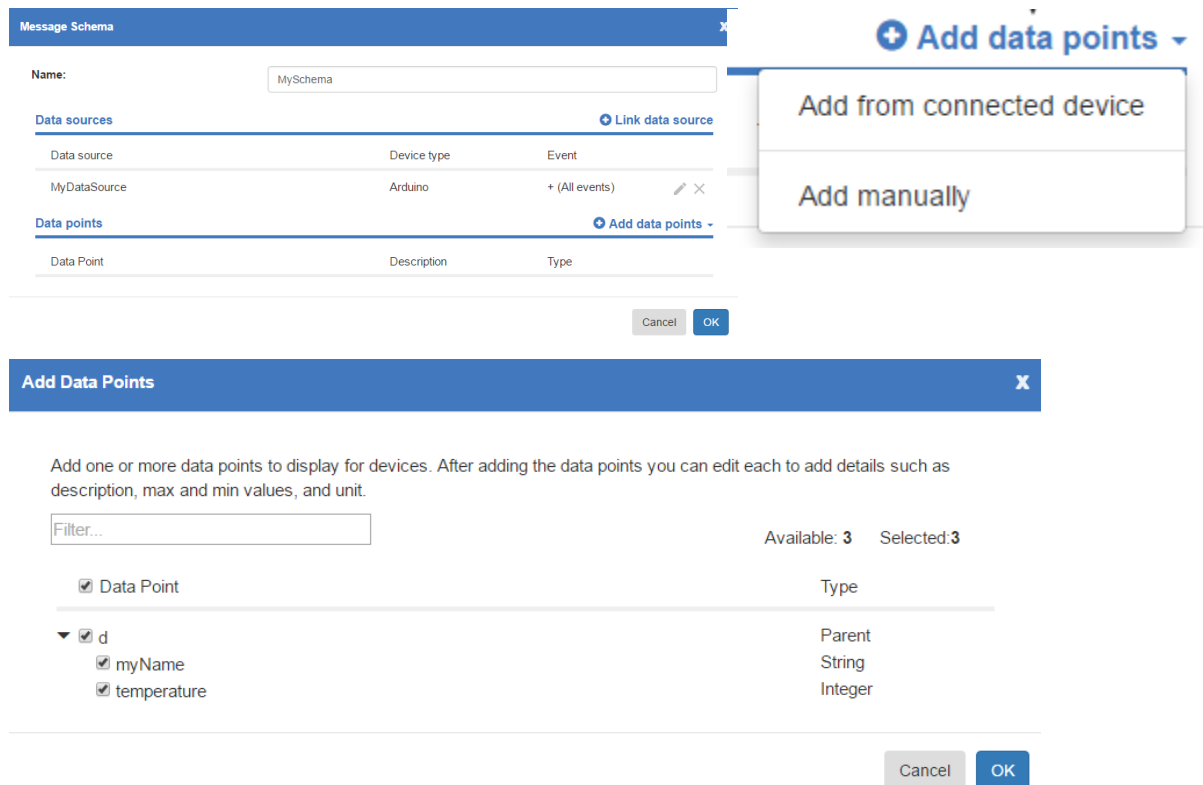 Message Schema x
Name: MySchema
Data sources Link data source
Data source Device type Event
MyDataSource Arduino + (All events)
Data points Add data points
Data Point Description Type
Cancel OK
Add data points
Add from connected device
Add manually
Add Data Points x
Add one or more data points to display for devices. After adding the data points you can edit each to add details such as
description, max and min values, and unit.
Filter...
Available: 3 Selected:3
Data Point Type
d Parent
myName String
temperature Integer
Cancel OK